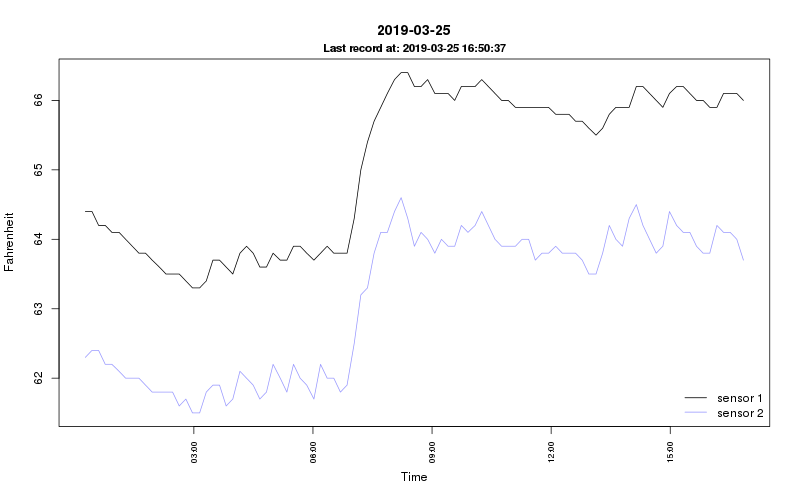 2019-03-25
Last record at: 2019-03-25 16:50:37
Fahrenheit
66
65
64
63
62
sensor 1
sensor 2
03:00 06:00 09:00 12:00 15:00
Time